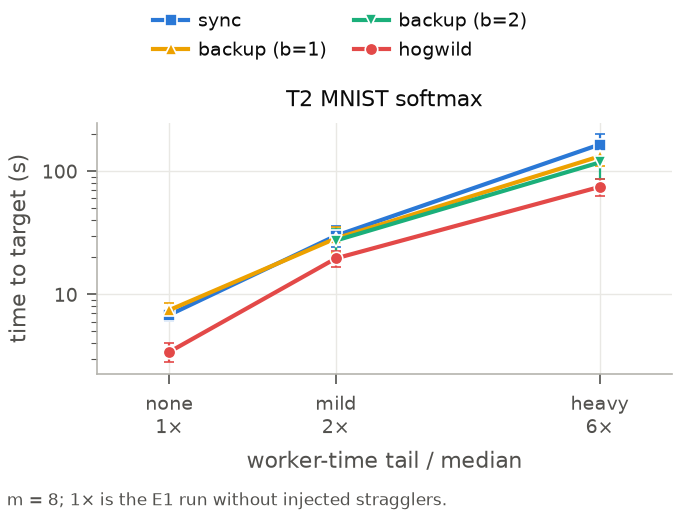 sync
backup (b=1)
backup (b=2)
hogwild
T2 MNIST softmax
time to target (s)
100
10
none
1×
mild
2×
heavy
6×
worker-time tail / median
m = 8; 1× is the E1 run without injected stragglers.